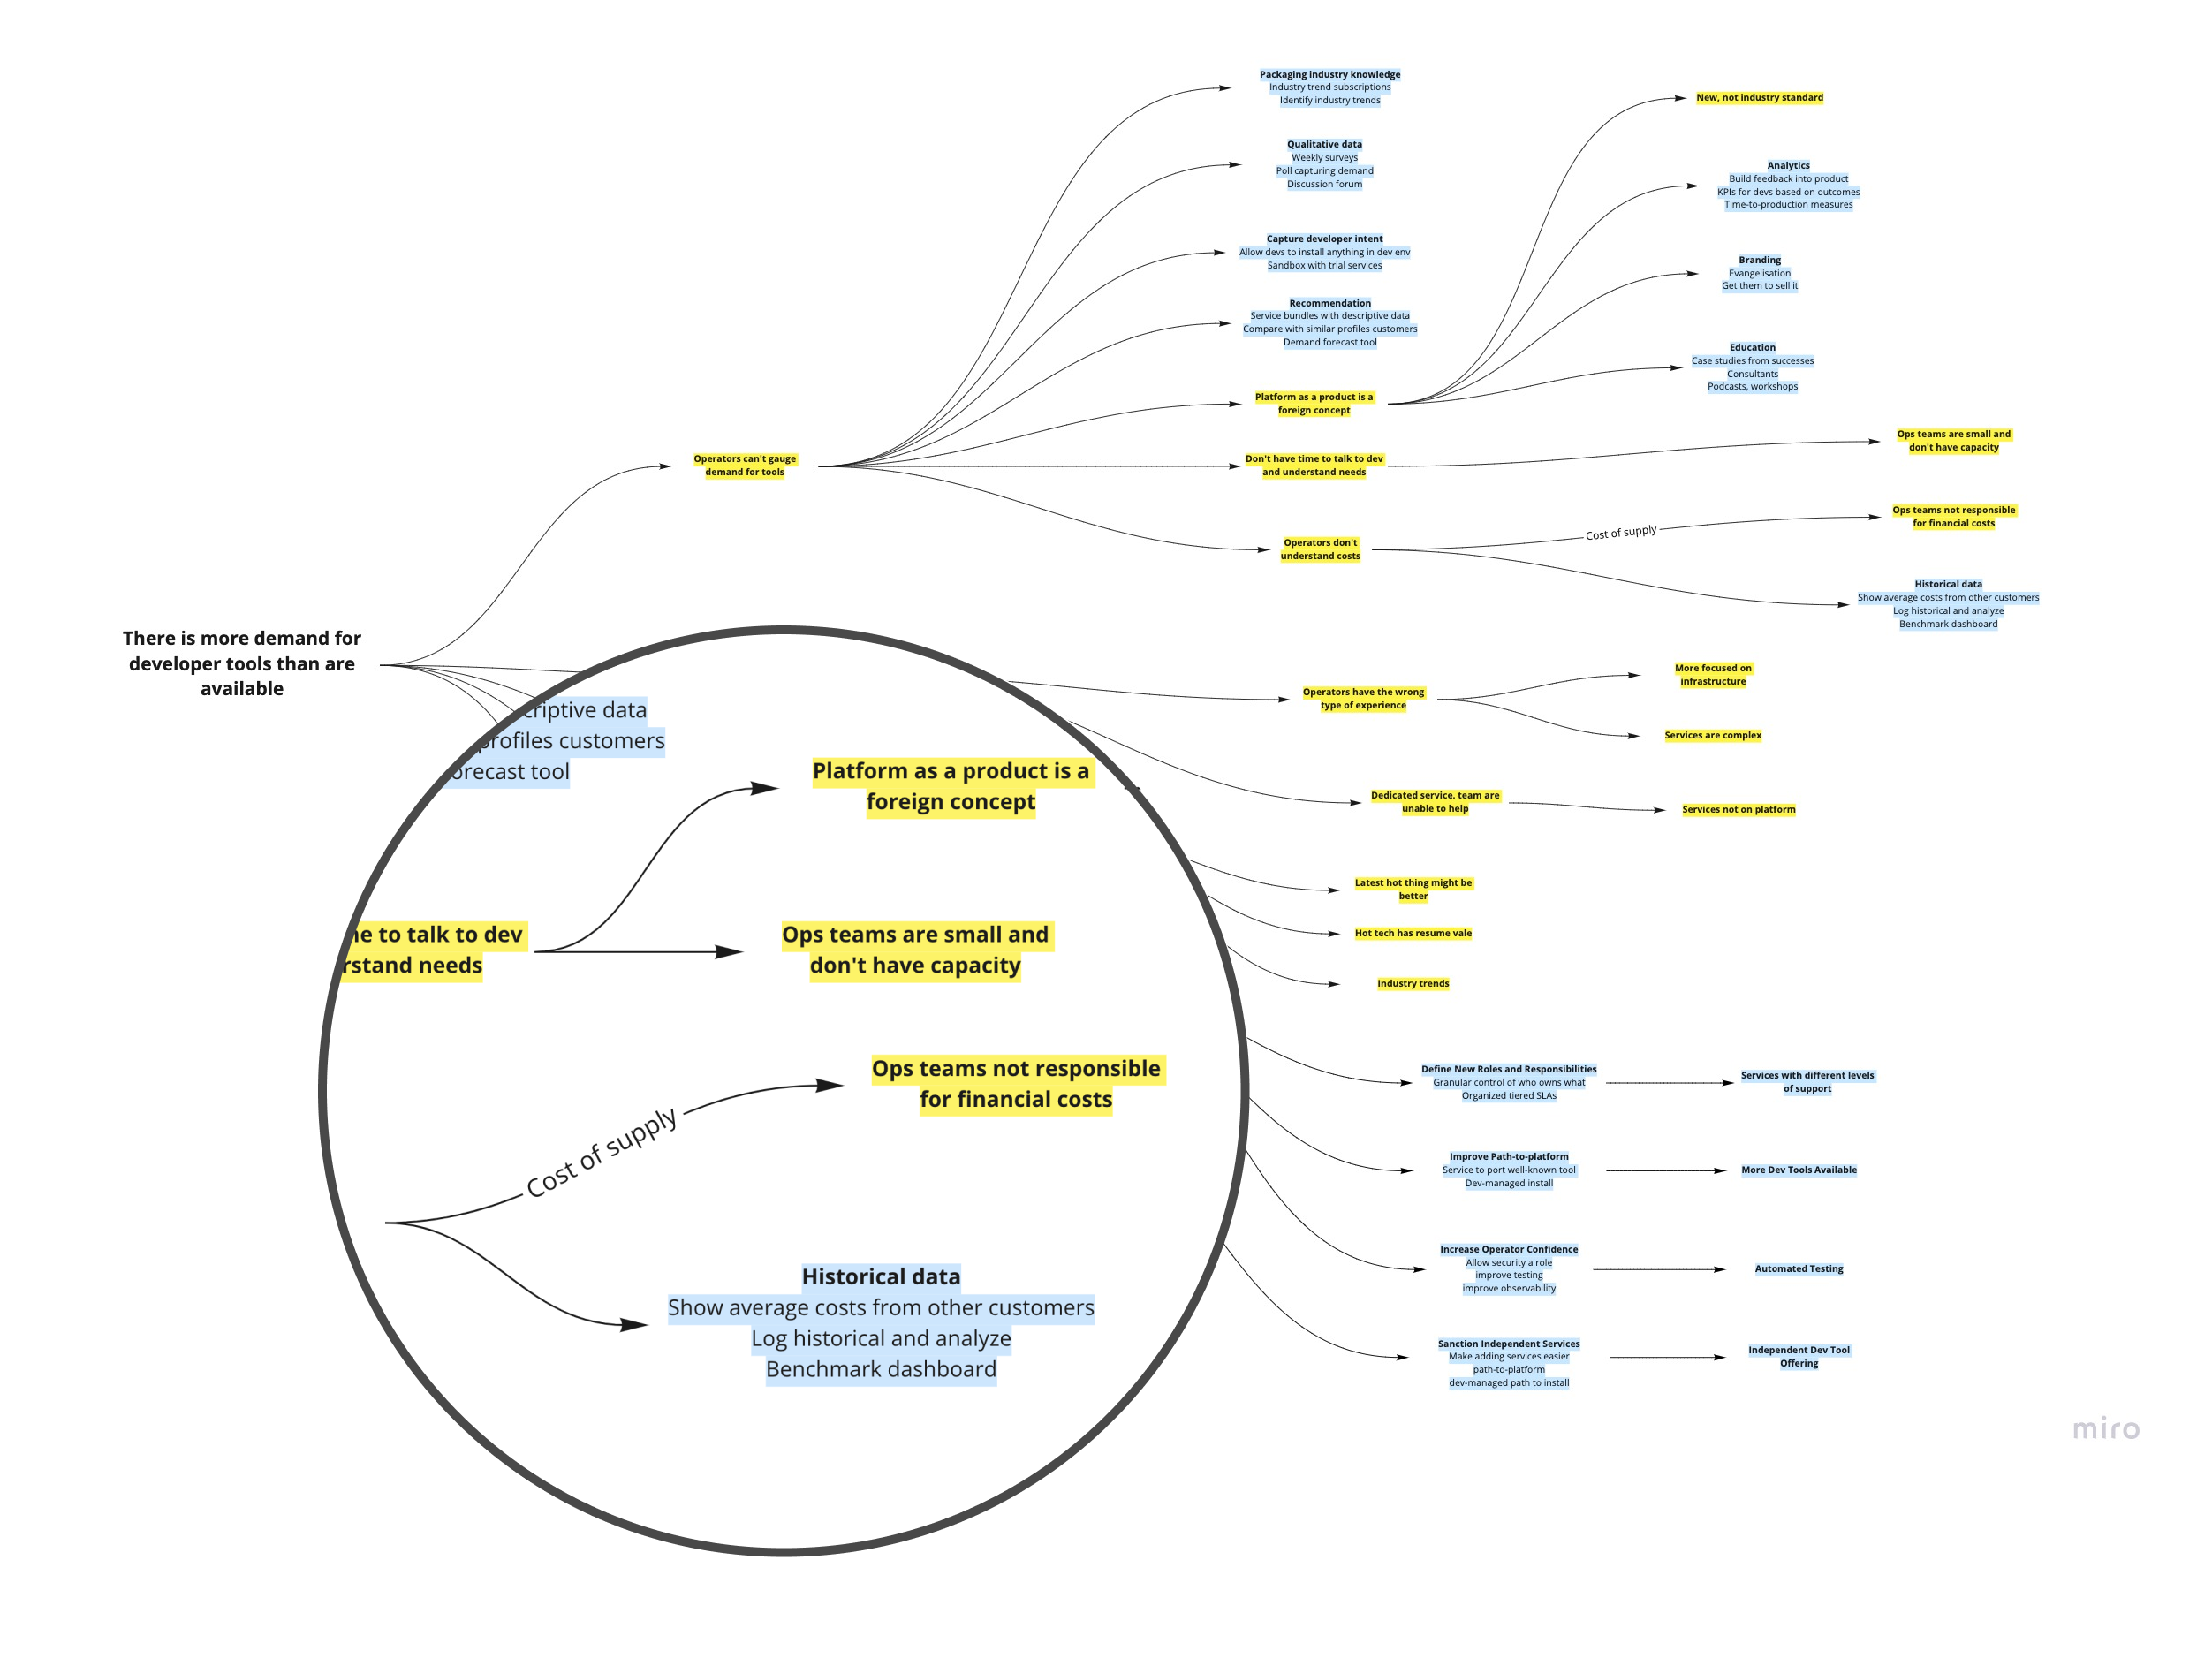 Packaging industry knowledge
Industry trend subscriptions
Identify industry trends
Qualitative data
Weekly surveys
Poll capturing demand
Discussion forum
Capture developer intent
Allow devs to install anything in dev env
Sandbox with trial services
Recommendation
Service bundles with descriptive data
Compare with similar profiles customers
Demand forecast tool
Platform as a product is a
foreign concept
New, not industry standard
Analytics
Build feedback into product
KPIs for devs based on outcomes
Time-to-production measures
Branding
Evangelisation
Get them to sell it
Education
Case studies from successes
Consultants
Podcasts, workshops
Operators can't gauge
demand for tools
Don't have time to talk to dev
and understand needs
Ops teams are small and
don't have capacity
Operators don't
understand costs
Cost of supply
Ops teams not responsible
for financial costs
Historical data
Show average costs from other customers
Log historical and analyze
Benchmark dashboard
There is more demand for
developer tools than are
available
Operators have the wrong
type of experience
More focused on
infrastructure
Services are complex
Dedicated service. team are
unable to help
Services not on platform
Latest hot thing might be
better
Hot tech has resume vale
Industry trends
Define New Roles and Responsibilities
Granular control of who owns what
Organized tiered SLAs
Services with different levels
of support
Improve Path-to-platform
Service to port well-known tool
Dev-managed install
More Dev Tools Available
Increase Operator Confidence
Allow security a role
improve testing
improve observability
Automated Testing
Sanction Independent Services
Make adding services easier
path-to-platform
dev-managed path to install
Independent Dev Tool
Offering
criptive data
profiles customers
orecast tool
Platform as a product is a
foreign concept
me to talk to dev
rstand needs
Ops teams are small and
don't have capacity
Cost of supply
Ops teams not responsible
for financial costs
Historical data
Show average costs from other customers
Log historical and analyze
Benchmark dashboard
miro